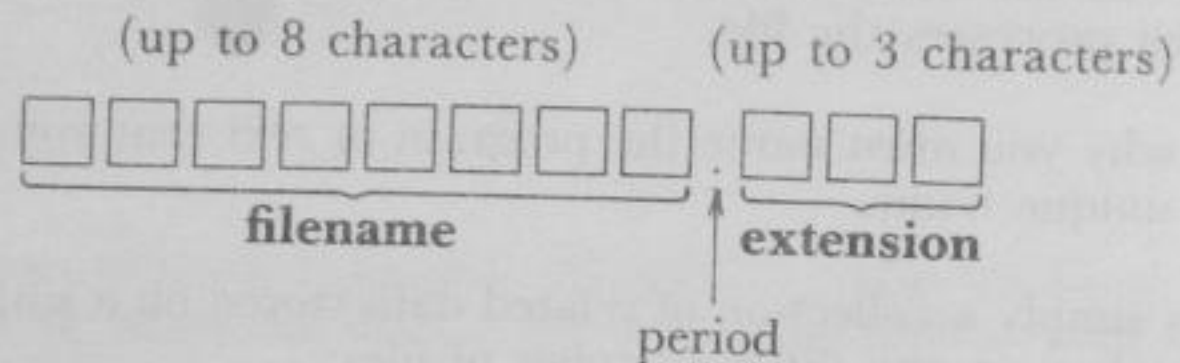 (up to 8 characters) (up to 3 characters)
.
filename extension
period